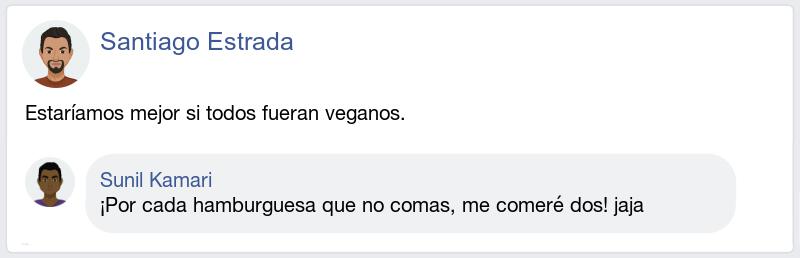 Santiago Estrada
Estaríamos mejor si todos fueran veganos.
Sunil Kamari
¡Por cada hamburguesa que no comas, me comeré dos! jaja